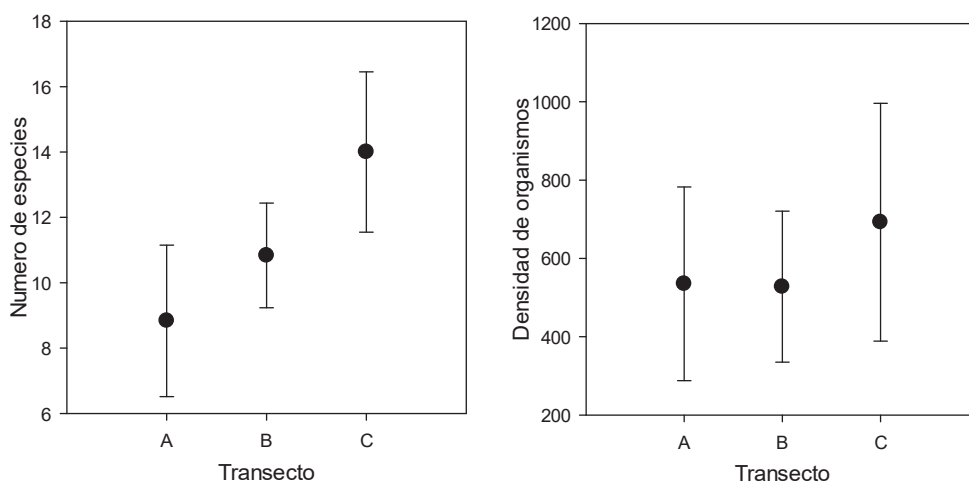 Numero de especies
18
16
14
12
10
8
6
A
B
C
Transecto
Densidad de organismos
1200
1000
800
600
400
200
A
B
C
Transecto